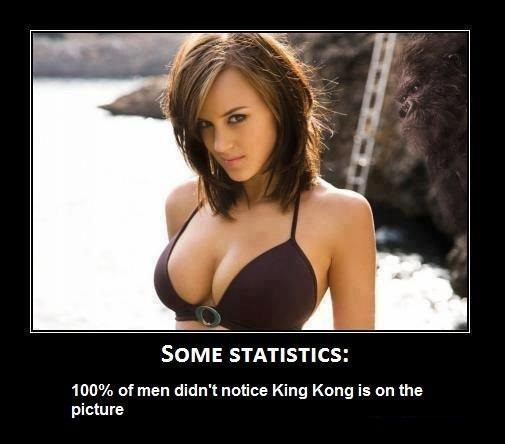 SOME STATISTICS:
100% of men didn't notice King Kong is on the
picture